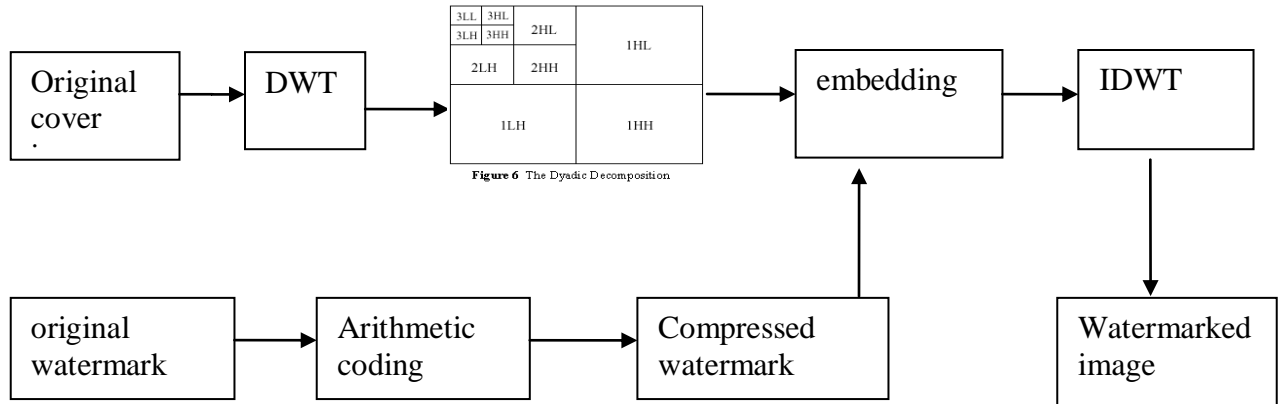 Original
cover
.
DWT
3LL 3HL
3LH 3HH
2HL
1HL
2LH
2HH
1LH
1HH
Figure 6 The Dyadic Decomposition
embedding
IDWT
original
watermark
Arithmetic
coding
Compressed
watermark
Watermarked
image